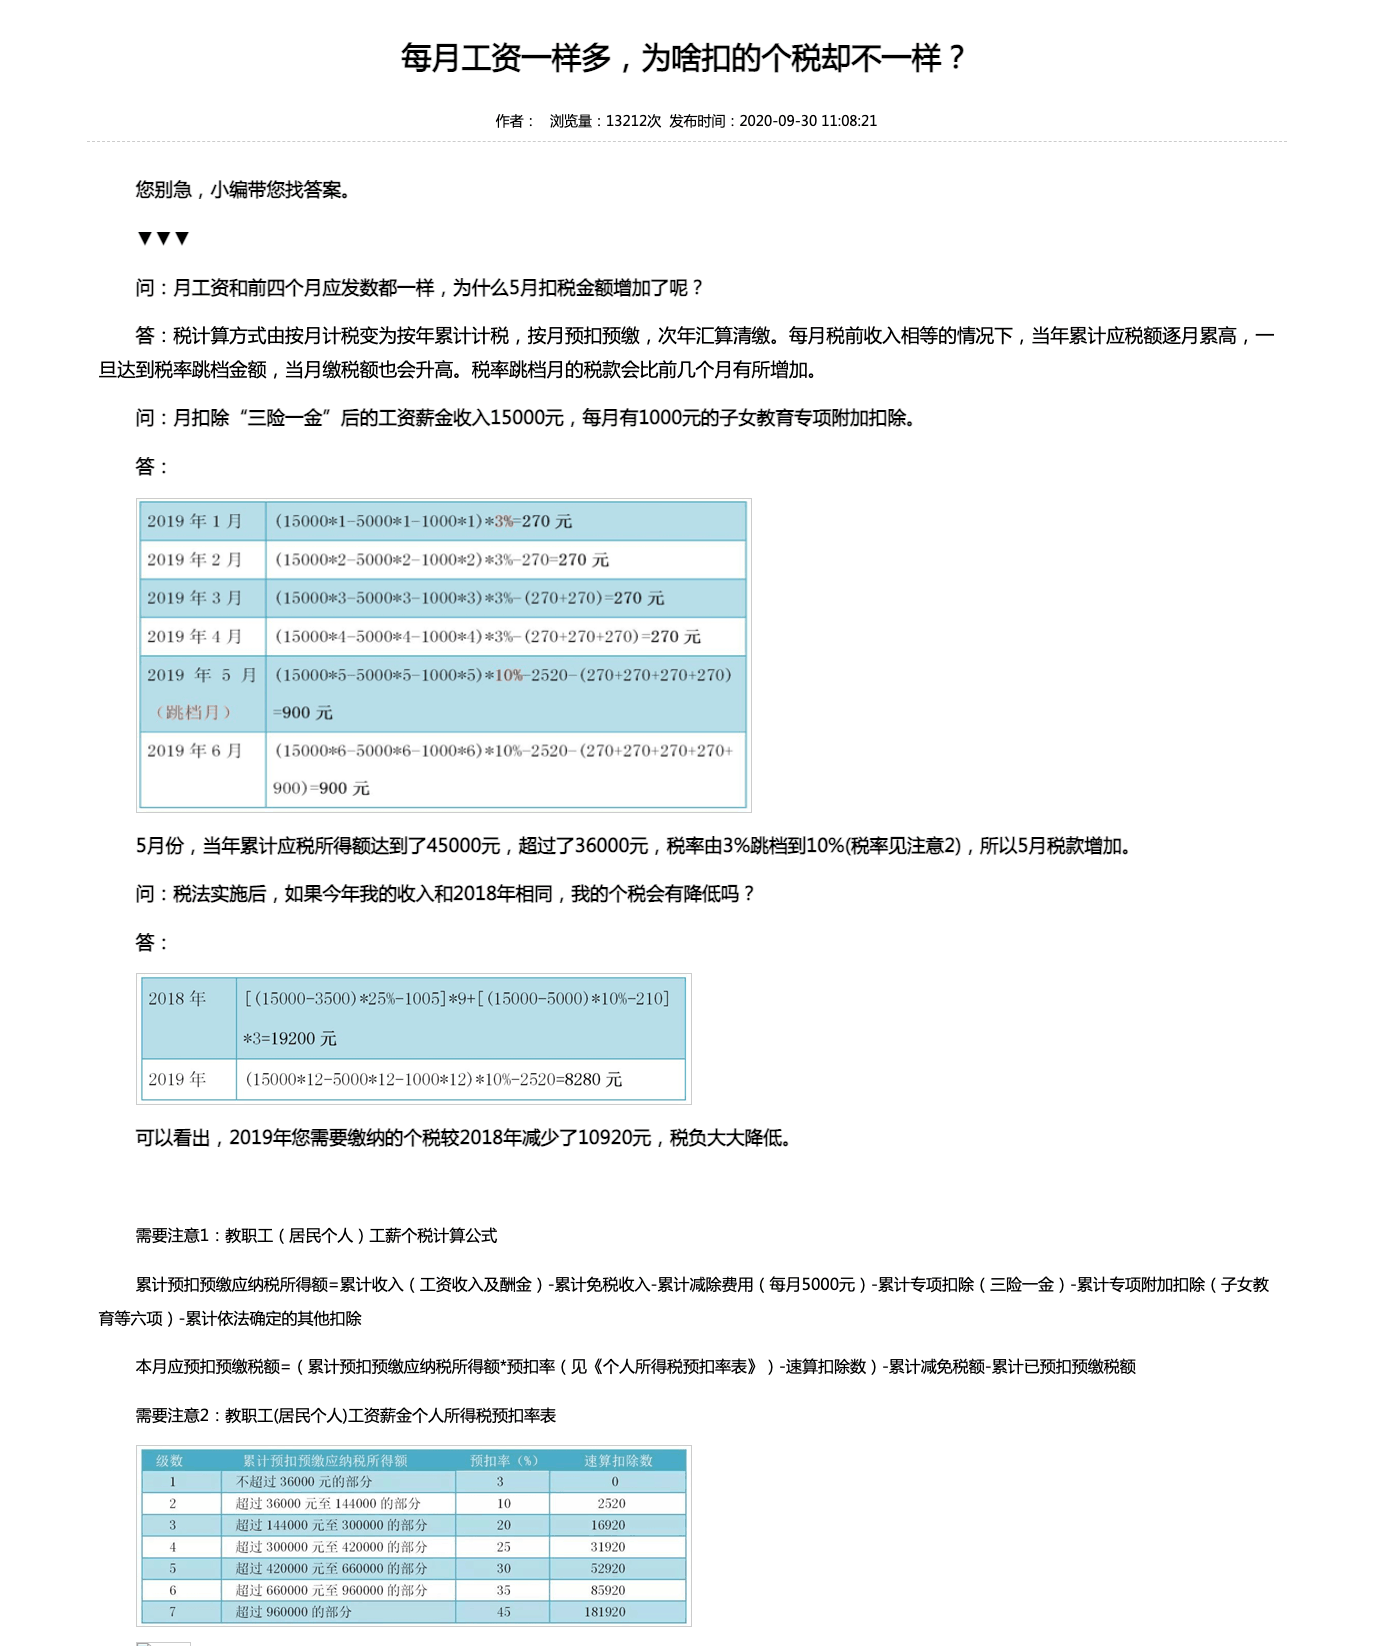 每月工资一样多，为啥扣的个税却不一样？
作者： 浏览量：13212次 发布时间：2020-09-30 11:08:21
您别急，小编带您找答案。
▼▼▼
问：月工资和前四个月应发数都一样，为什么5月扣税金额增加了呢？
答：税计算方式由按月计税变为按年累计计税，按月预扣预缴，次年汇算清缴。每月税前收入相等的情况下，当年累计应税额逐月累高，一
旦达到税率跳档金额，当月缴税额也会升高。税率跳档月的税款会比前几个月有所增加。
问：月扣除“三险一金”后的工资薪金收入15000元，每月有1000元的子女教育专项附加扣除。
答：
2019 年 1 月 (15000*1-5000*1-1000*1)*3%=270 元
2019 年 2 月 (15000*2-5000*2-1000*2)*3%-270=270 元
2019 年 3 月 (15000*3-5000*3-1000*3)*3%-(270+270)=270 元
2019 年 4 月 (15000*4-5000*4-1000*4)*3%-(270+270+270)=270 元
2019 年 5 月 (15000*5-5000*5-1000*5)*10%-2520-(270+270+270+270)
（跳档月） =900 元
2019 年 6 月 (15000*6-5000*6-1000*6)*10%-2520-(270+270+270+270+
900)=900 元
5月份，当年累计应税所得额达到了45000元，超过了36000元，税率由3%跳档到10%(税率见注意2)，所以5月税款增加。
问：税法实施后，如果今年我的收入和2018年相同，我的个税会有降低吗？
答：
2018 年 [(15000-3500)*25%-1005]*9+[(15000-5000)*10%-210]
*3=19200 元
2019 年 (15000*12-5000*12-1000*12)*10%-2520=8280 元
可以看出，2019年您需要缴纳的个税较2018年减少了10920元，税负大大降低。
需要注意1：教职工（居民个人）工薪个税计算公式
累计预扣预缴应纳税所得额=累计收入（工资收入及酬金）-累计免税收入-累计减除费用（每月5000元）-累计专项扣除（三险一金）-累计专项附加扣除（子女教
育等六项）-累计依法确定的其他扣除
本月应预扣预缴税额=（累计预扣预缴应纳税所得额*预扣率（见《个人所得税预扣率表》）-速算扣除数）-累计减免税额-累计已预扣预缴税额
需要注意2：教职工(居民个人)工资薪金个人所得税预扣率表
级数 累计预扣预缴应纳税所得额 预扣率（%） 速算扣除数
1 不超过 36000 元的部分 3 0
2 超过 36000 元至 144000 的部分 10 2520
3 超过 144000 元至 300000 的部分 20 16920
4 超过 300000 元至 420000 的部分 25 31920
5 超过 420000 元至 660000 的部分 30 52920
6 超过 660000 元至 960000 的部分 35 85920
7 超过 960000 的部分 45 181920